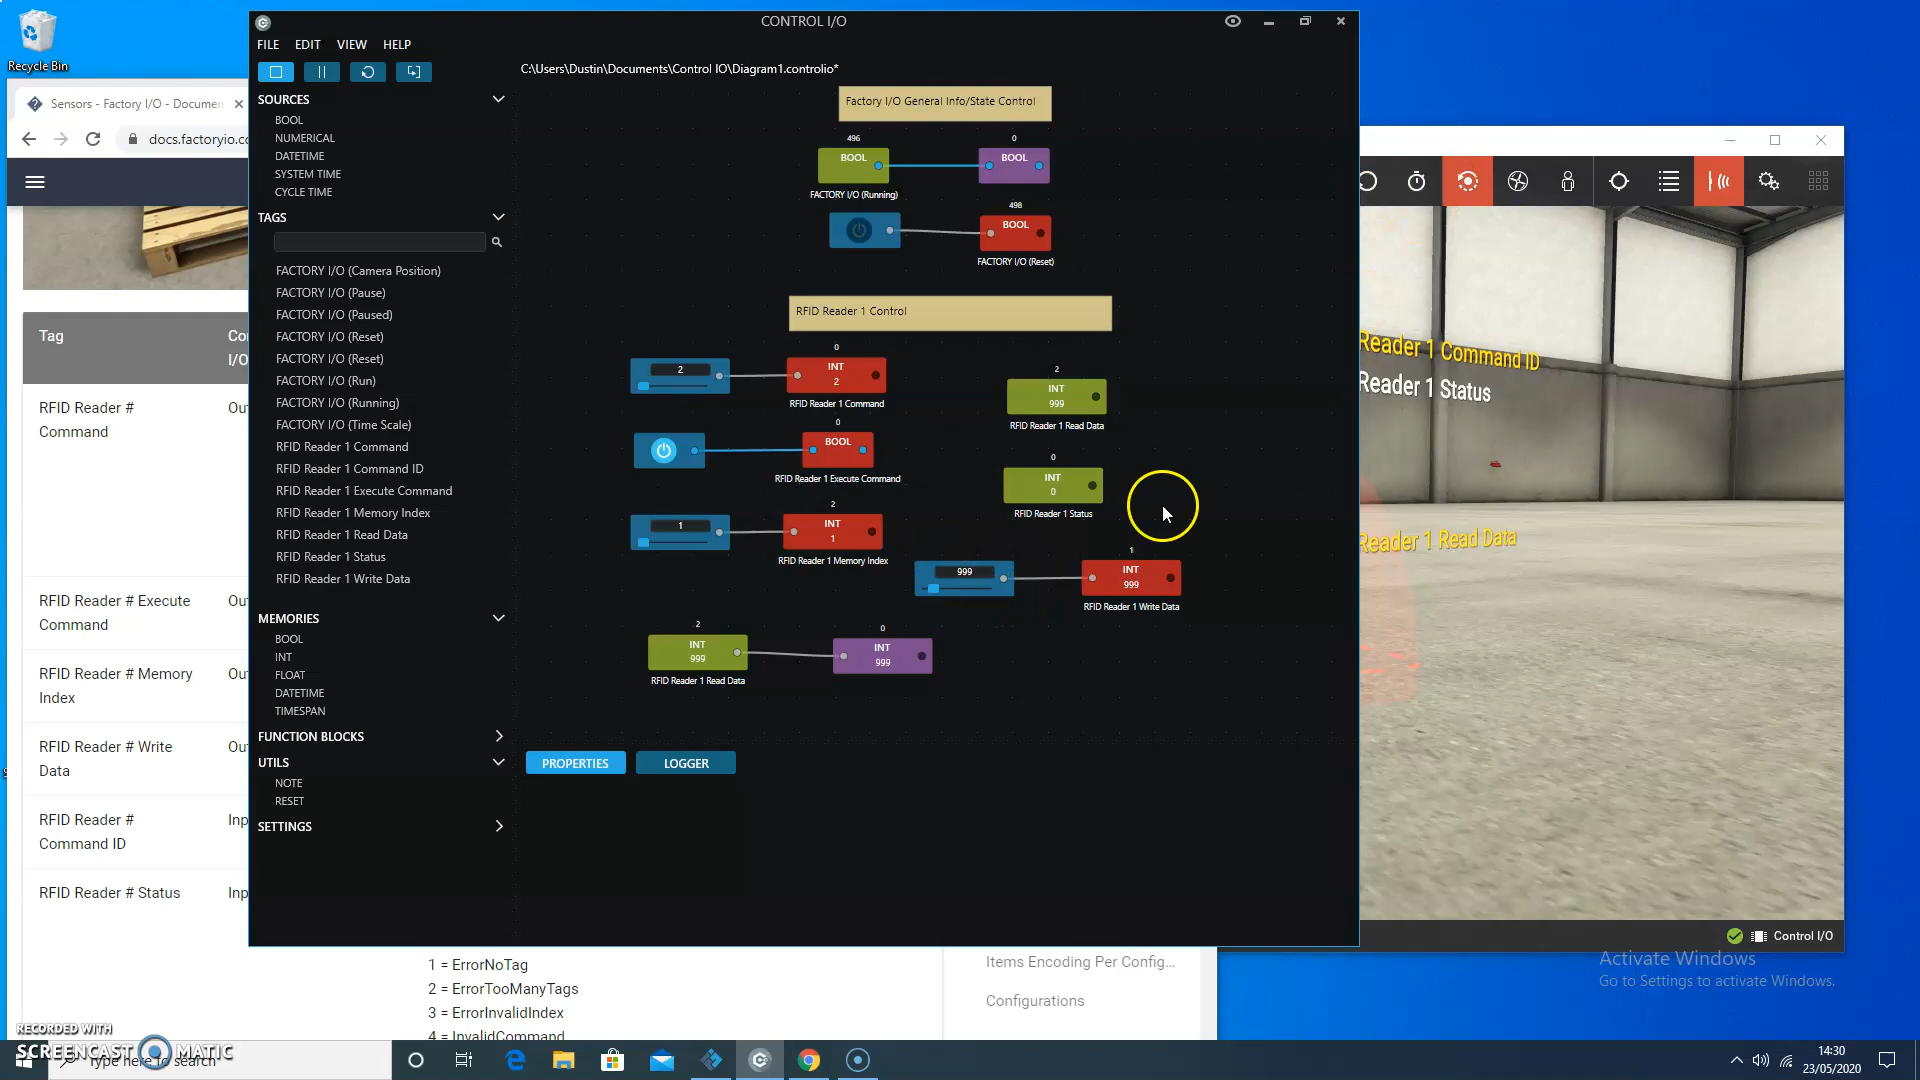 Recycle Bin
CONTROL I/O
FILE EDIT VIEW HELP
C:\Users\Dustin\Documents\Control IO\Diagram1.controlio*
SOURCES
BOOL
NUMERICAL
DATETIME
SYSTEM TIME
CYCLE TIME
TAGS
FACTORY I/O (Camera Position)
FACTORY I/O (Pause)
FACTORY I/O (Paused)
FACTORY I/O (Reset)
FACTORY I/O (Reset)
FACTORY I/O (Run)
FACTORY I/O (Running)
FACTORY I/O (Time Scale)
RFID Reader 1 Command
RFID Reader 1 Command ID
RFID Reader 1 Execute Command
RFID Reader 1 Memory Index
RFID Reader 1 Read Data
RFID Reader 1 Status
RFID Reader 1 Write Data
MEMORIES
BOOL
INT
FLOAT
DATETIME
TIMESPAN
FUNCTION BLOCKS
UTILS
NOTE
RESET
SETTINGS
Factory I/O General Info/State Control
496
BOOL
FACTORY I/O (Running)
0
BOOL
498
BOOL
FACTORY I/O (Reset)
RFID Reader 1 Control
2
0
INT
2
RFID Reader 1 Command
0
BOOL
RFID Reader 1 Execute Command
1
2
INT
1
RFID Reader 1 Memory Index
2
INT
999
RFID Reader 1 Read Data
0
INT
0
RFID Reader 1 Status
999
1
INT
999
RFID Reader 1 Write Data
2
INT
999
RFID Reader 1 Read Data
0
INT
999
PROPERTIES LOGGER
Sensors - Factory I/O - Documen
docs.factoryio.co
Tag
I/O
RFID Reader #
Command
RFID Reader # Execute
Command
RFID Reader # Memory
Index
RFID Reader # Write
Data
RFID Reader #
Command ID
RFID Reader # Status
1 = ErrorNoTag
2 = ErrorTooManyTags
3 = ErrorInvalidIndex
4 = InvalidCommand
Items Encoding Per Config...
Configurations
Reader 1 Command ID
Reader 1 Status
Reader 1 Read Data
Control I/O
Activate Windows
Go to Settings to activate Windows.
RECORDED WITH
SCREENCAST MATIC
Type here to search
14:30
23/05/2020